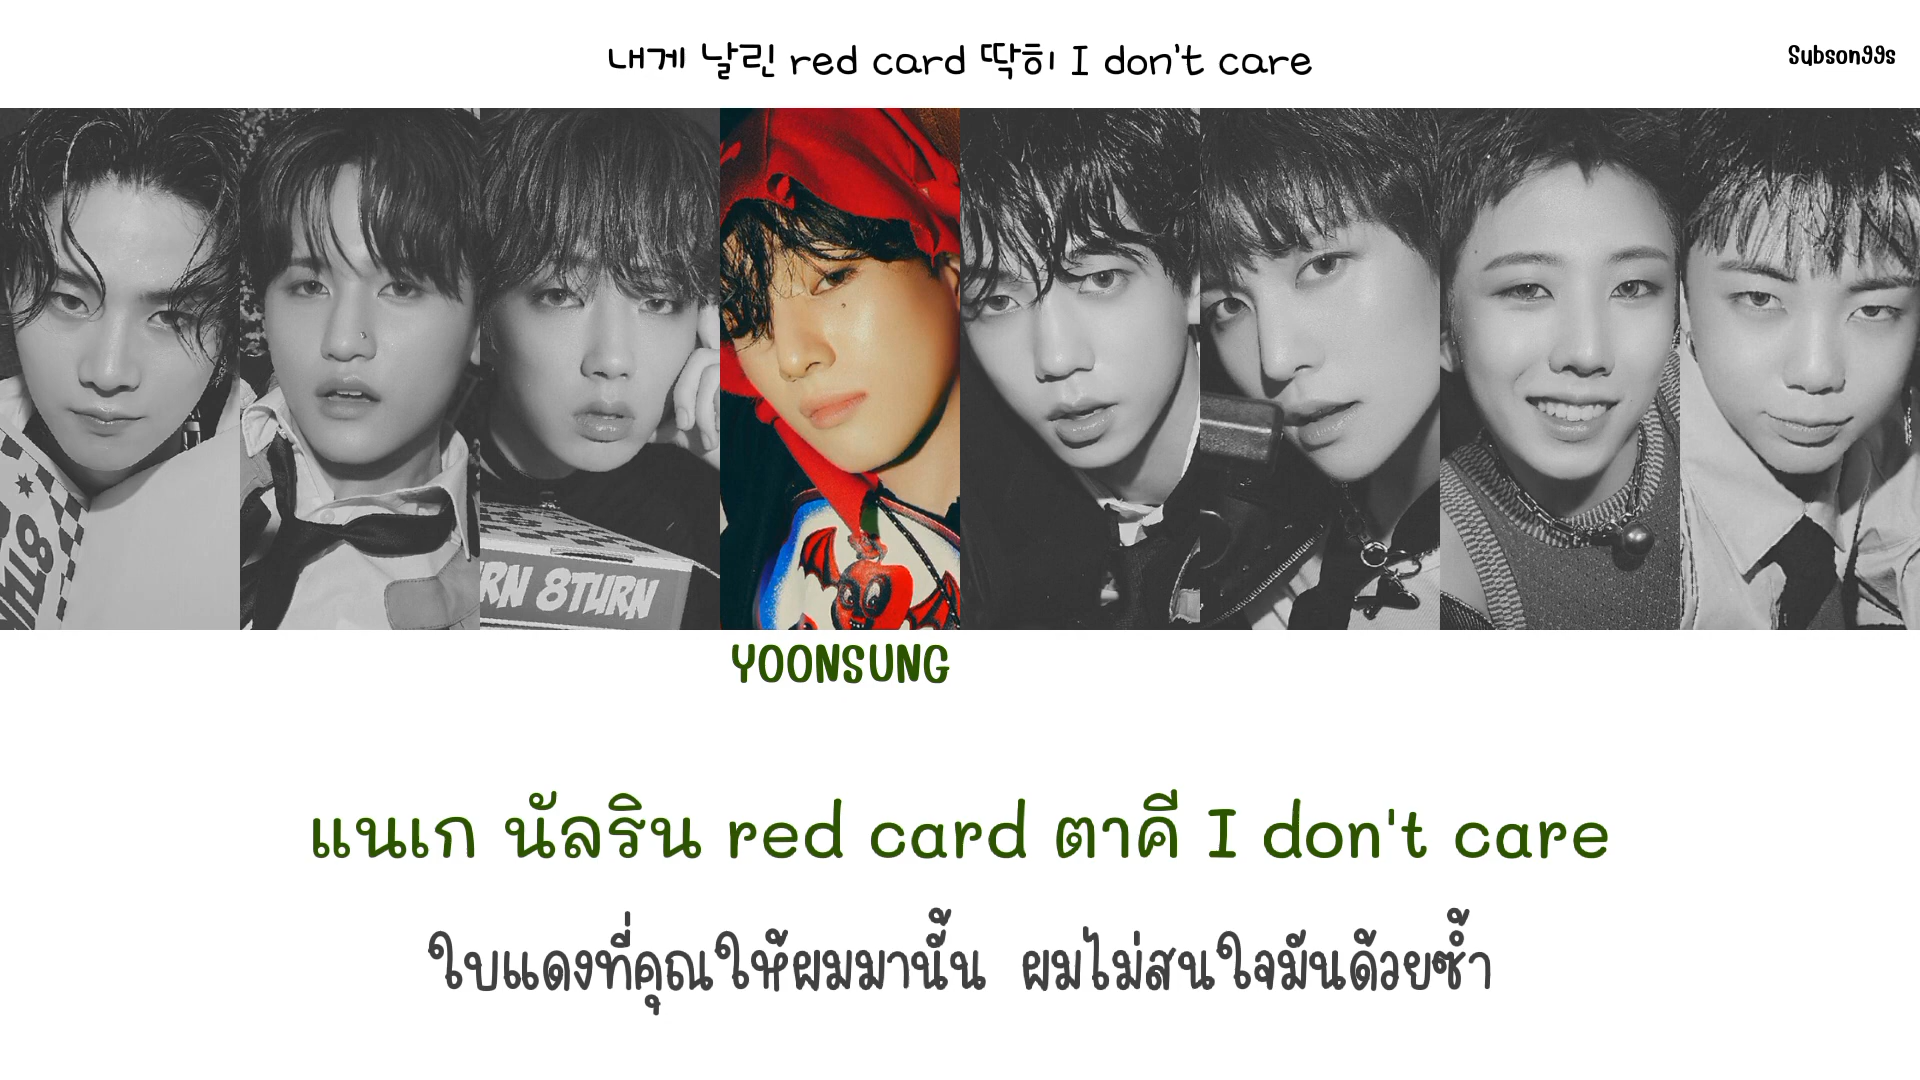 내게 날린 red card 딱히 I don't care
Subson99s
8TURN
RN 8TURN
YOONSUNG
แนเก นัลริน red card ตาคี I don't care
ใบแดงที่คุณให้ผมมานั้น ผมไม่สนใจมันด้วยซ้ำ